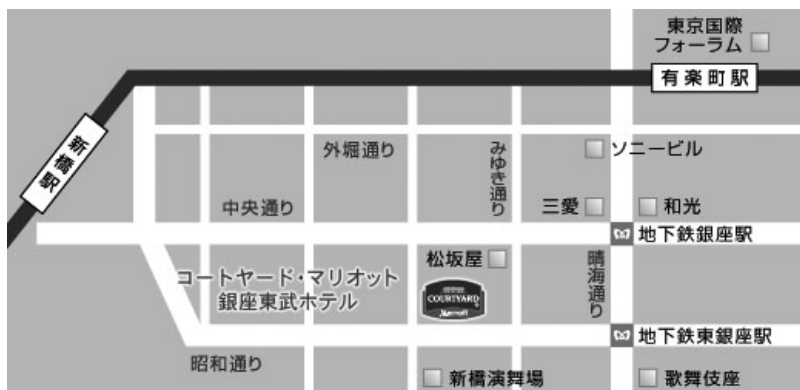 東京国際
フォーラム
有楽町駅
新橋駅
外堀通り
みゆき通り
ソニービル
中央通り
三愛
和光
地下鉄銀座駅
松坂屋
晴海通り
コートヤード・マリオット
銀座東武ホテル
COURTYARD
Marriott
地下鉄東銀座駅
昭和通り
新橋演舞場
歌舞伎座